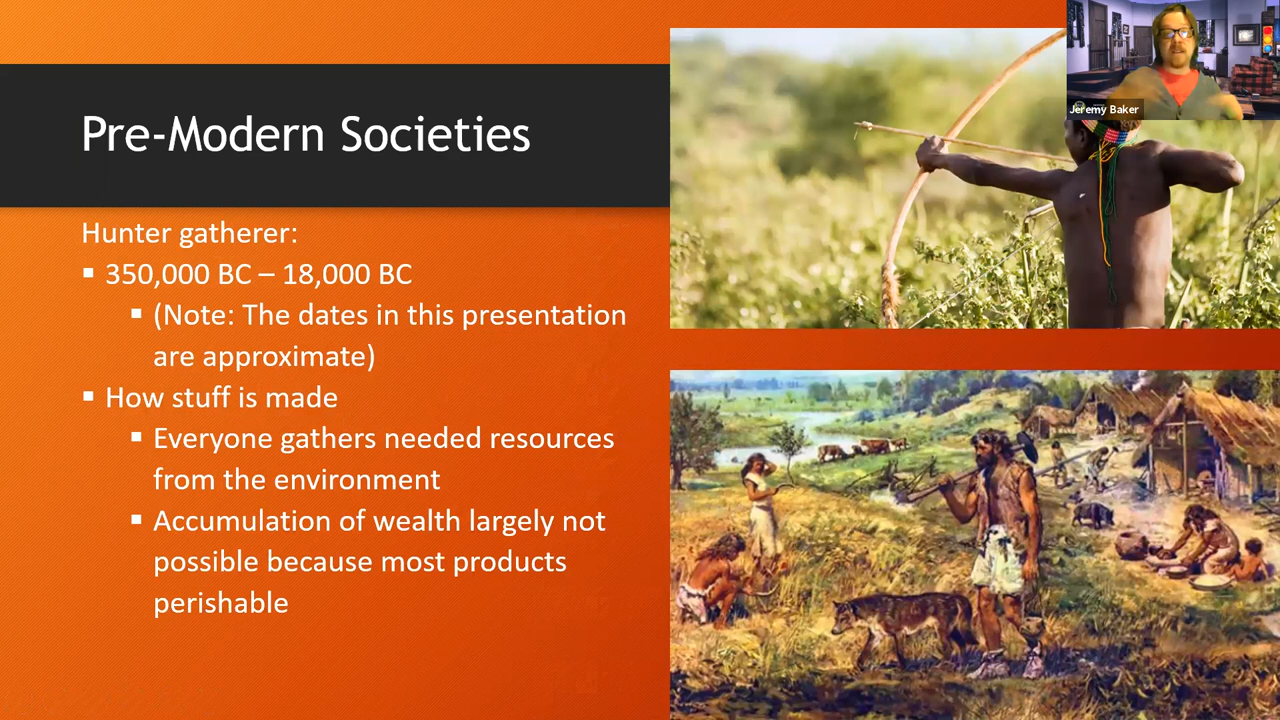 Pre-Modern Societies
Hunter gatherer:
▪ 350,000 BC – 18,000 BC
▪ (Note: The dates in this presentation
are approximate)
▪ How stuff is made
▪ Everyone gathers needed resources
from the environment
▪ Accumulation of wealth largely not
possible because most products
perishable
Jeremy Baker